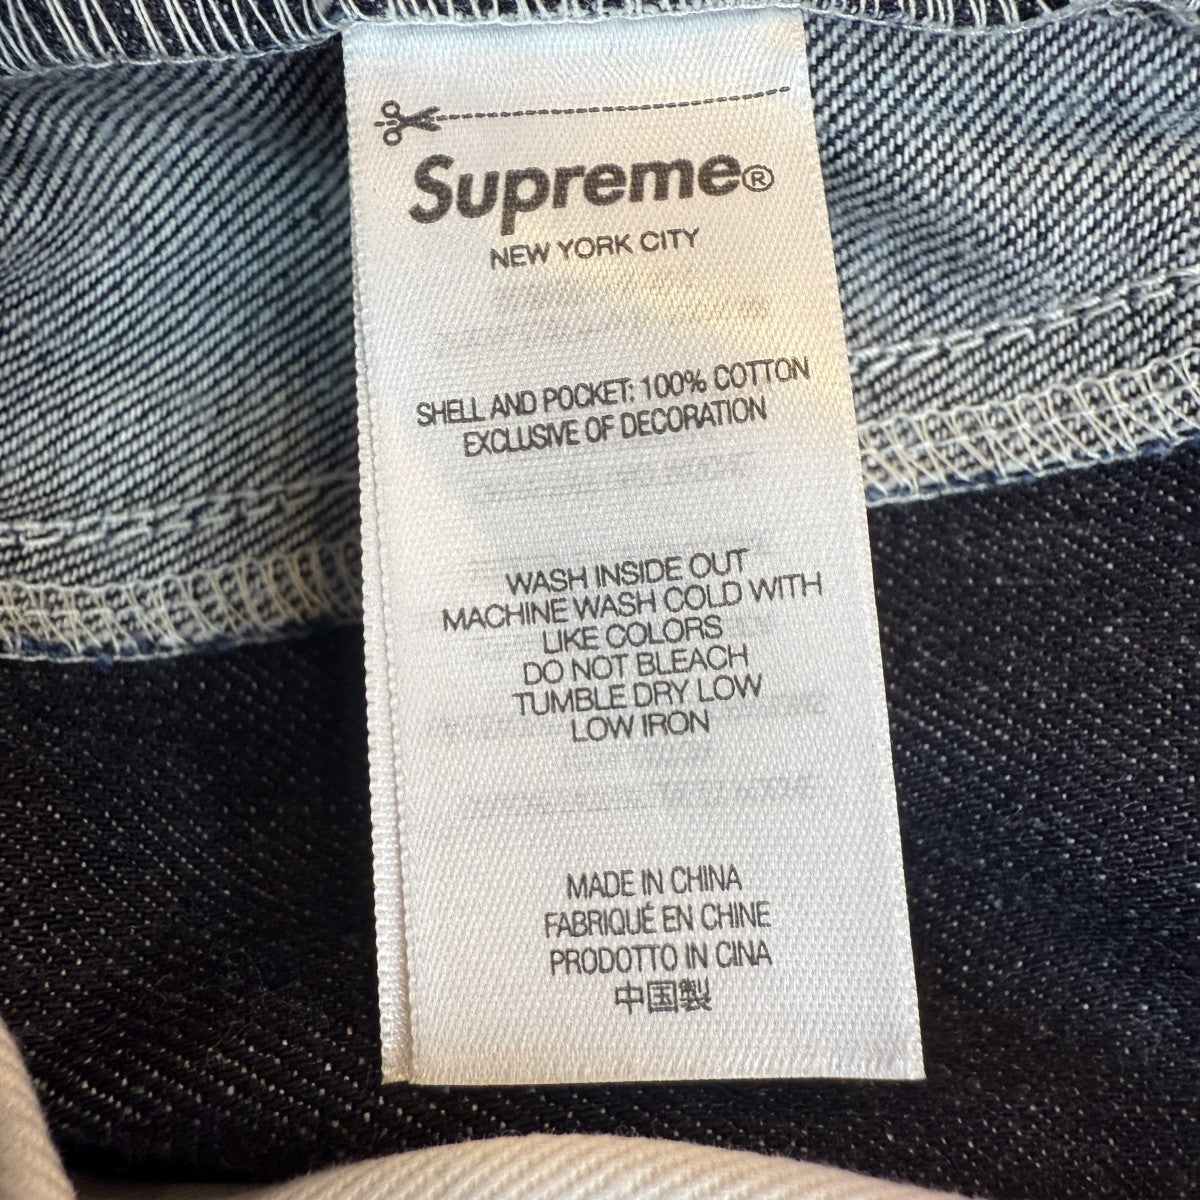 Supreme®
NEW YORK CITY
SHELL AND POCKET: 100% COTTON
EXCLUSIVE OF DECORATION
WASH INSIDE OUT
MACHINE WASH COLD WITH
LIKE COLORS
DO NOT BLEACH
TUMBLE DRY LOW
LOW IRON
MADE IN CHINA
FABRIQUÉ EN CHINE
PRODOTTO IN CINA
中国製